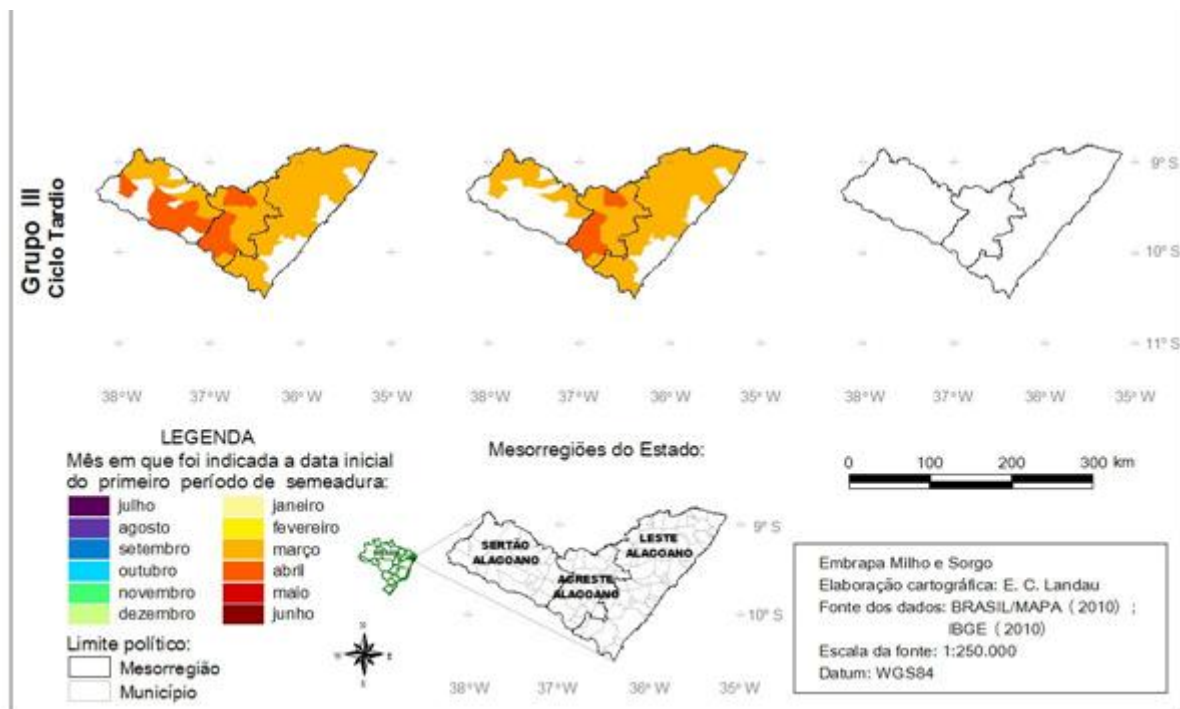 Grupo III
Ciclo Tardio
9° S
10° S
11° S
38° W 37° W 36° W 35° W 38° W 37° W 36° W 35° W 38° W 37° W 36° W 35° W
LEGENDA
Mês em que foi indicada a data inicial
do primeiro período de semeadura:
julho
agosto
setembro
outubro
novembro
dezembro
janeiro
fevereiro
março
abril
maio
junho
Limite político:
Mesorregião
Município
Mesorregiões do Estado:
SERTÃO
ALAGOANO
LESTE
ALAGOANO
AGRESTE
ALAGOANO
9° S
10° S
38° W 37° W 36° W 35° W
0 100 200 300 km
Embrapa Milho e Sorgo
Elaboração cartográfica: E. C. Landau
Fonte dos dados: BRASIL/MAPA ( 2010) ;
IBGE ( 2010)
Escala da fonte: 1:250.000
Datum: WGS84